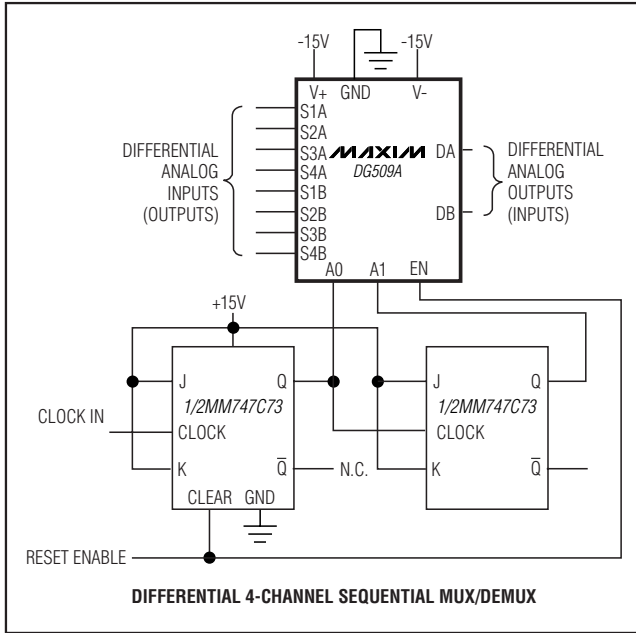 -15V -15V
V+ GND V-
S1A
S2A
S3A
S4A
S1B
S2B
S3B
S4B
MAXIM
DG509A
DA
DB
A0 A1 EN
DIFFERENTIAL
ANALOG
INPUTS
(OUTPUTS)
DIFFERENTIAL
ANALOG
OUTPUTS
(INPUTS)
+15V
J Q
1/2MM747C73
CLOCK
K Q
CLEAR GND
CLOCK IN
N.C.
J Q
1/2MM747C73
CLOCK
K Q
RESET ENABLE
DIFFERENTIAL 4-CHANNEL SEQUENTIAL MUX/DEMUX